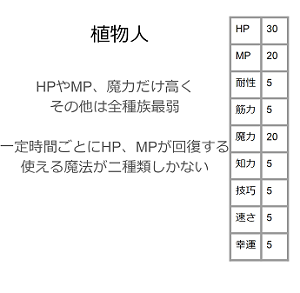 植物人
HPやMP、魔力だけ高く
その他は全種族最弱
一定時間ごとにHP、MPが回復する
使える魔法が二種類しかない
HP 30
MP 20
耐性 5
筋力 5
魔力 20
知力 5
技巧 5
速さ 5
幸運 5